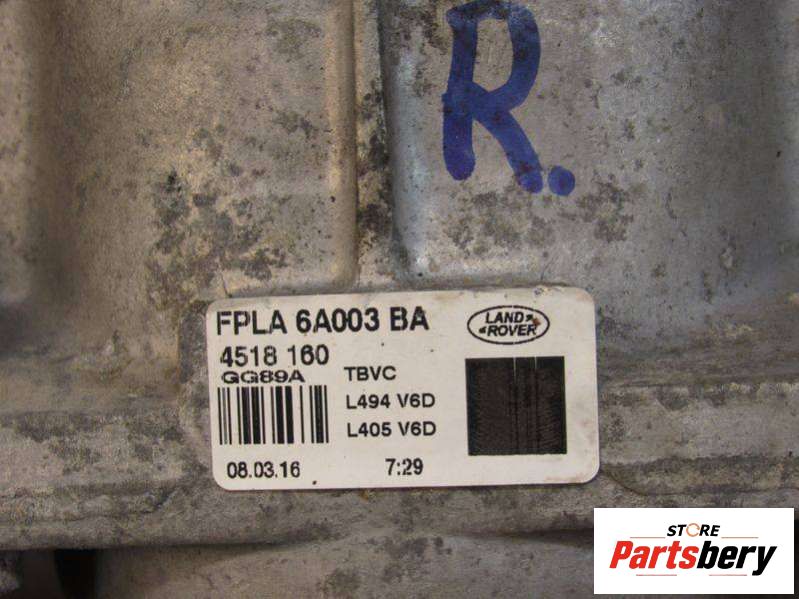 R.
FPLA 6A003 BA
LAND
ROVER
4518 160
GG89A
TBVC
L494 V6D
L405 V6D
08.03.16
7:29
STORE
Partsbery